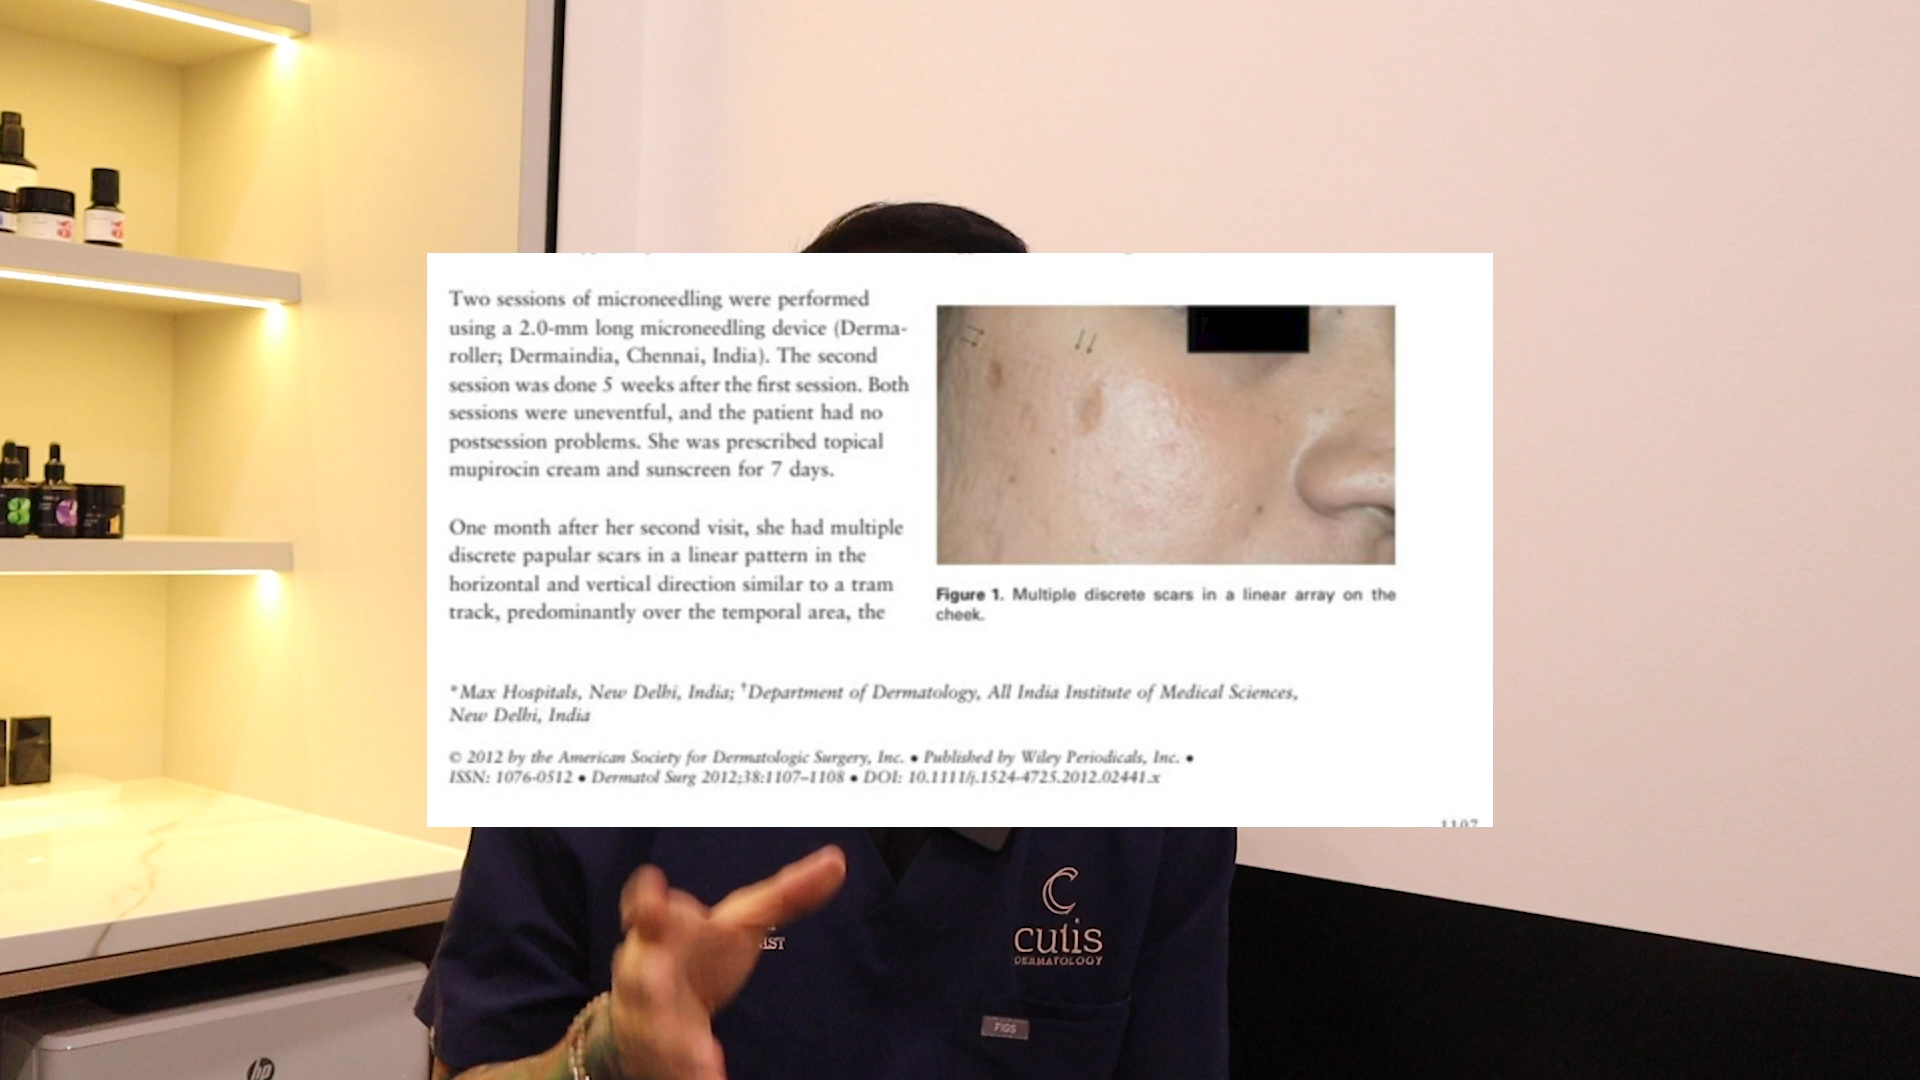 Two sessions of microneedling were performed
using a 2.0-mm long microneedling device (Derma-
roller; Dermaindia, Chennai, India). The second
session was done 5 weeks after the first session. Both
sessions were uneventful, and the patient had no
postsession problems. She was prescribed topical
mupirocin cream and sunscreen for 7 days.
One month after her second visit, she had multiple
discrete papular scars in a linear pattern in the
horizontal and vertical direction similar to a tram
track, predominantly over the temporal area, the
Figure 1. Multiple discrete scars in a linear array on the
cheek.
*Max Hospitals, New Delhi, India; †Department of Dermatology, All India Institute of Medical Sciences,
New Delhi, India
© 2012 by the American Society for Dermatologic Surgery, Inc. • Published by Wiley Periodicals, Inc. •
ISSN: 1076-0512 • Dermatol Surg 2012;38:1107–1108 • DOI: 10.1111/j.1524-4725.2012.02441.x
1107
C
cutis
DERMATOLOGY
FIGS
hp